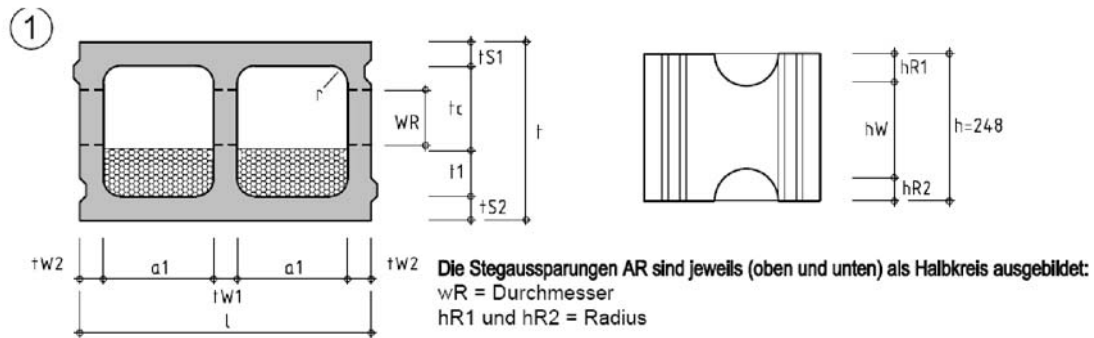 1
tS1
r
WR
tc
t
t1
tS2
tW2
a1
a1
tW2
tW1
l
hR1
hW
h=248
hR2
Die Stegaussparungen AR sind jeweils (oben und unten) als Halbkreis ausgebildet:
wR = Durchmesser
hR1 und hR2 = Radius